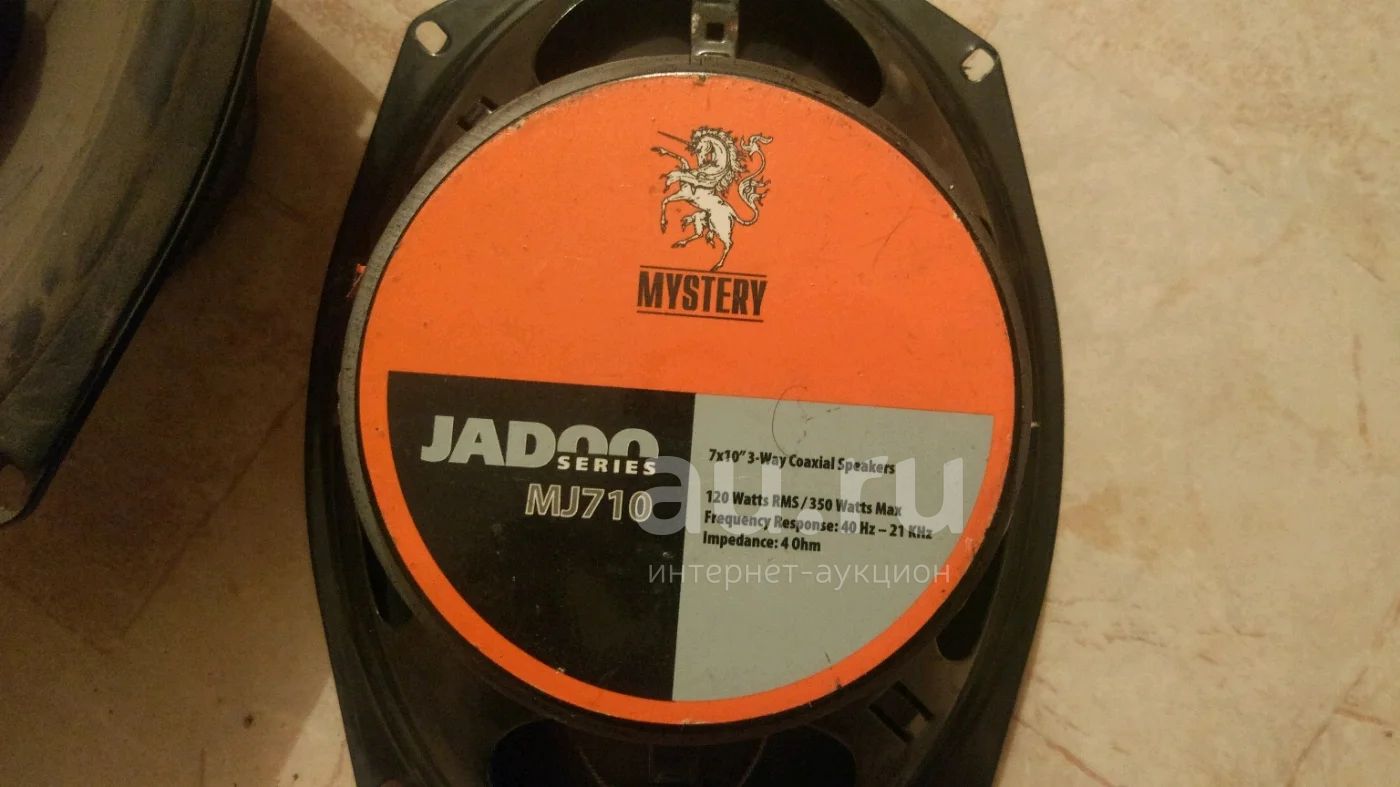 MYSTERY
JADOO
SERIES
MJ710
7x10" 3-Way Coaxial Speakers
120 Watts RMS / 350 Watts Max
Frequency Response: 40 Hz – 21 KHz
Impedance: 4 Ohm
au.ru
интернет-аукцион